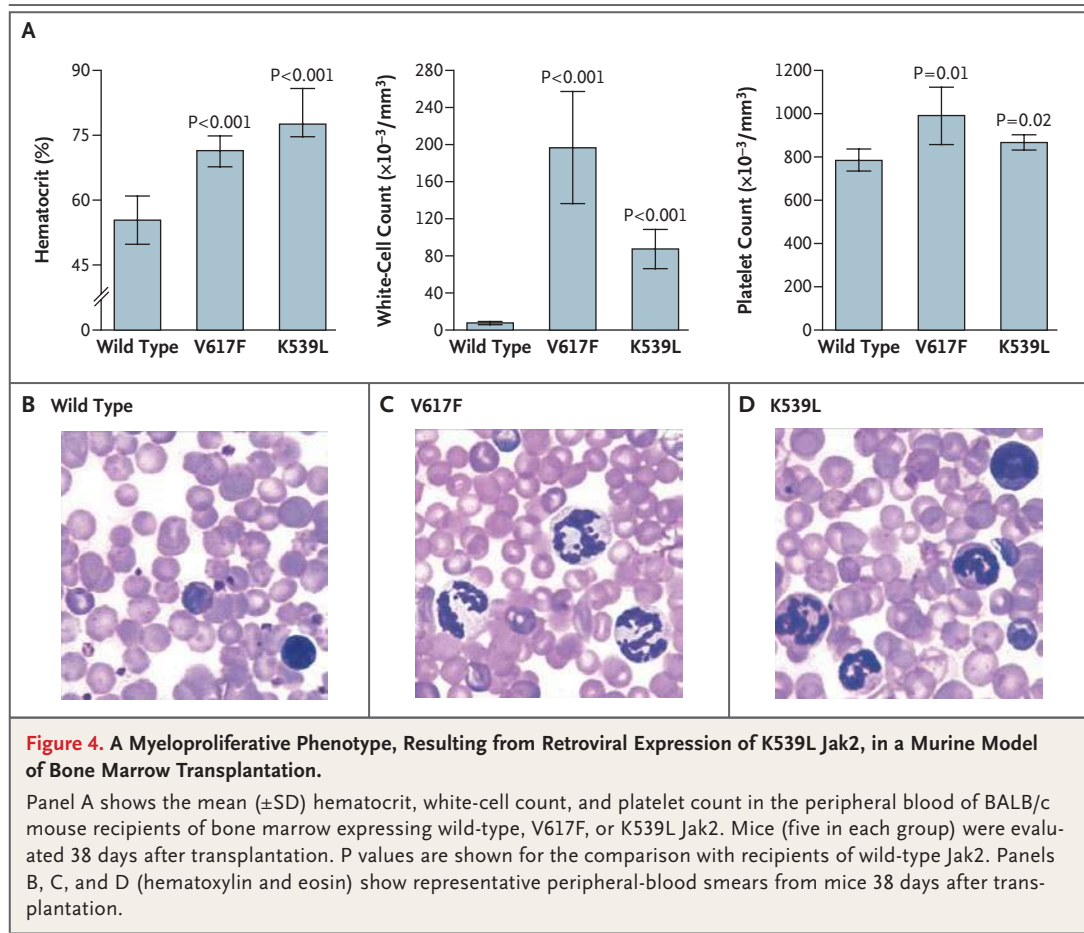 A
Hematocrit (%)
90
75
60
45
0
P<0.001
P<0.001
Wild Type V617F K539L
White-Cell Count (×10⁻³/mm³)
280
240
200
160
120
80
40
0
P<0.001
P<0.001
Wild Type V617F K539L
Platelet Count (×10⁻³/mm³)
1200
1000
800
600
400
200
0
P=0.01
P=0.02
Wild Type V617F K539L
B Wild Type
C V617F
D K539L
Figure 4. A Myeloproliferative Phenotype, Resulting from Retroviral Expression of K539L Jak2, in a Murine Model
of Bone Marrow Transplantation.
Panel A shows the mean (±SD) hematocrit, white-cell count, and platelet count in the peripheral blood of BALB/c
mouse recipients of bone marrow expressing wild-type, V617F, or K539L Jak2. Mice (five in each group) were evalu-
ated 38 days after transplantation. P values are shown for the comparison with recipients of wild-type Jak2. Panels
B, C, and D (hematoxylin and eosin) show representative peripheral-blood smears from mice 38 days after trans-
plantation.